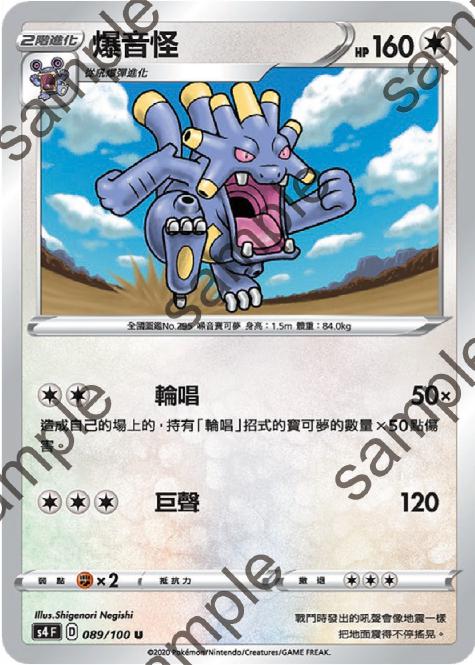 2階進化
爆音怪
HP 160
從吼爆彈進化
全國圖鑑No.295 噪音寶可夢 身高：1.5m 體重：84.0kg
輪唱 50×
造成自己的場上的，持有「輪唱」招式的寶可夢的數量×50點傷
害。
巨聲 120
弱點 ×2 抵抗力 撤退
Illus.Shigenori Negishi
s4 F D 089/100 U
戰鬥時發出的吼聲會像地震一樣
把地面震得不停搖晃。
©2020 Pokémon/Nintendo/Creatures/GAME FREAK.
sample
sample
sample
sample
sample
sample